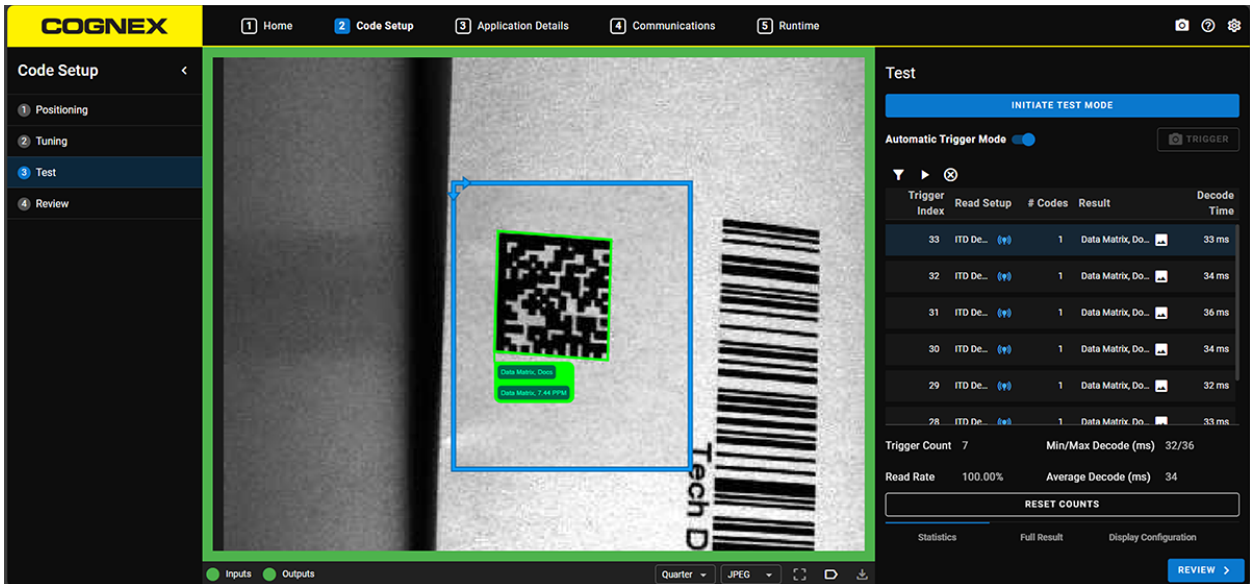 COGNEX
1 Home
2 Code Setup
3 Application Details
4 Communications
5 Runtime
Code Setup
1 Positioning
2 Tuning
3 Test
4 Review
Data Matrix, Docs
Data Matrix, 7.44 PPM
Tech D
Inputs
Outputs
Quarter
JPEG
Test
INITIATE TEST MODE
Automatic Trigger Mode
TRIGGER
Trigger Index Read Setup # Codes Result Decode Time
33 ITD De... 1 Data Matrix, Do... 33 ms
32 ITD De... 1 Data Matrix, Do... 34 ms
31 ITD De... 1 Data Matrix, Do... 36 ms
30 ITD De... 1 Data Matrix, Do... 34 ms
29 ITD De... 1 Data Matrix, Do... 32 ms
28 ITD De... 1 Data Matrix, Do... 33 ms
Trigger Count 7 Min/Max Decode (ms) 32/36
Read Rate 100.00% Average Decode (ms) 34
RESET COUNTS
Statistics Full Result Display Configuration
REVIEW